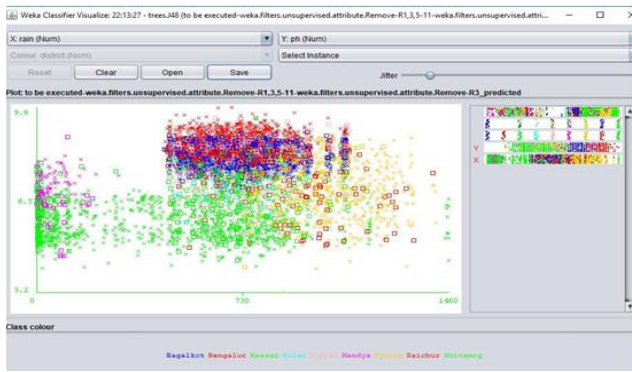 Weka Classifier Visualize: 22;13:27 - trees.J48 (to be executed-weka.filters.unsupervised.attribute.Remove-R1,3,5-11-weka.filters.unsupervised.attri...
X: rain (Num)
Y: ph (Num)
Colour: district (Nom)
Select Instance
Reset
Clear
Open
Save
Jitter
Plot: to be executed-weka.filters.unsupervised.attribute.Remove-R1,3,5-11-weka.filters.unsupervised.attribute.Remove-R3_predicted
9.8
6.5
3.2
0
730
1460
Y
X
Class colour
Bagalkot Bengalur Hassan Kolar Koppal Mandya Raichur Shivamog